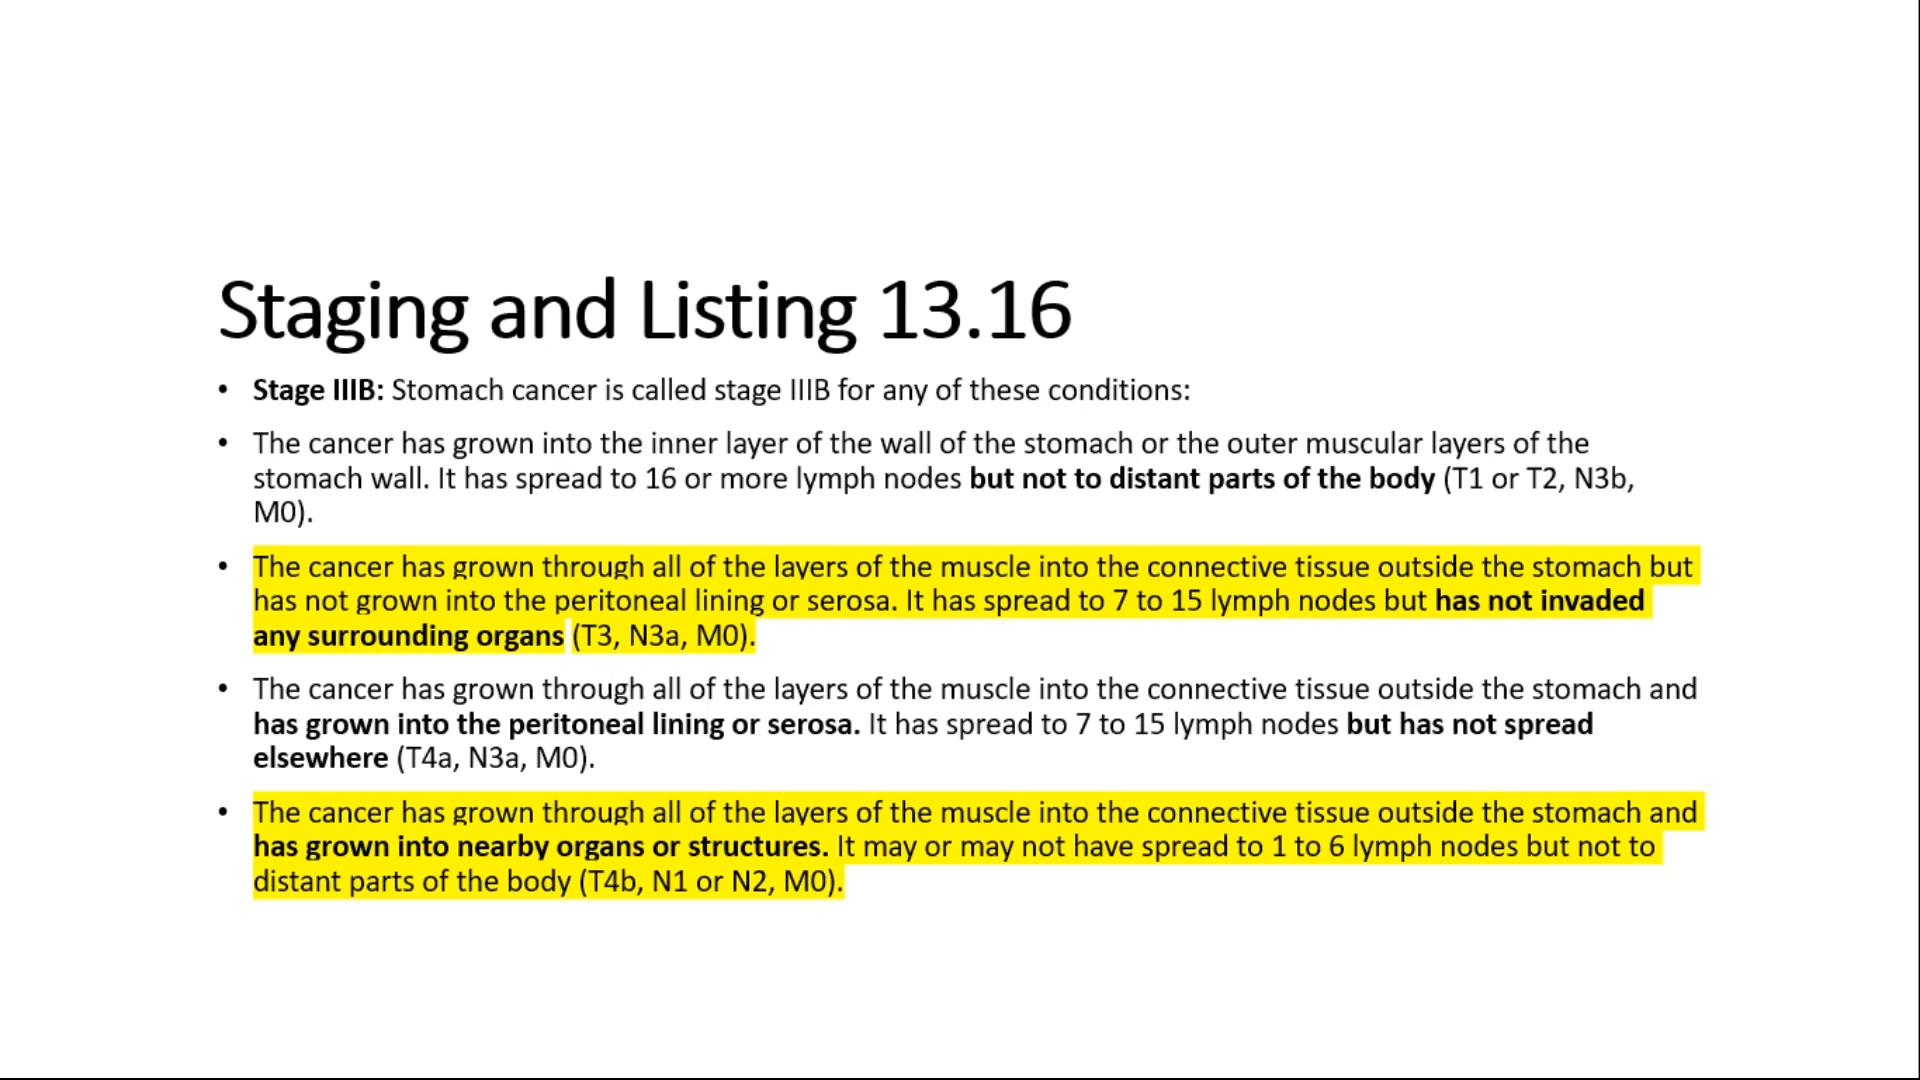 Staging and Listing 13.16
• Stage IIIB: Stomach cancer is called stage IIIB for any of these conditions:
• The cancer has grown into the inner layer of the wall of the stomach or the outer muscular layers of the
stomach wall. It has spread to 16 or more lymph nodes but not to distant parts of the body (T1 or T2, N3b,
M0).
• The cancer has grown through all of the layers of the muscle into the connective tissue outside the stomach but
has not grown into the peritoneal lining or serosa. It has spread to 7 to 15 lymph nodes but has not invaded
any surrounding organs (T3, N3a, M0).
• The cancer has grown through all of the layers of the muscle into the connective tissue outside the stomach and
has grown into the peritoneal lining or serosa. It has spread to 7 to 15 lymph nodes but has not spread
elsewhere (T4a, N3a, M0).
• The cancer has grown through all of the layers of the muscle into the connective tissue outside the stomach and
has grown into nearby organs or structures. It may or may not have spread to 1 to 6 lymph nodes but not to
distant parts of the body (T4b, N1 or N2, M0).